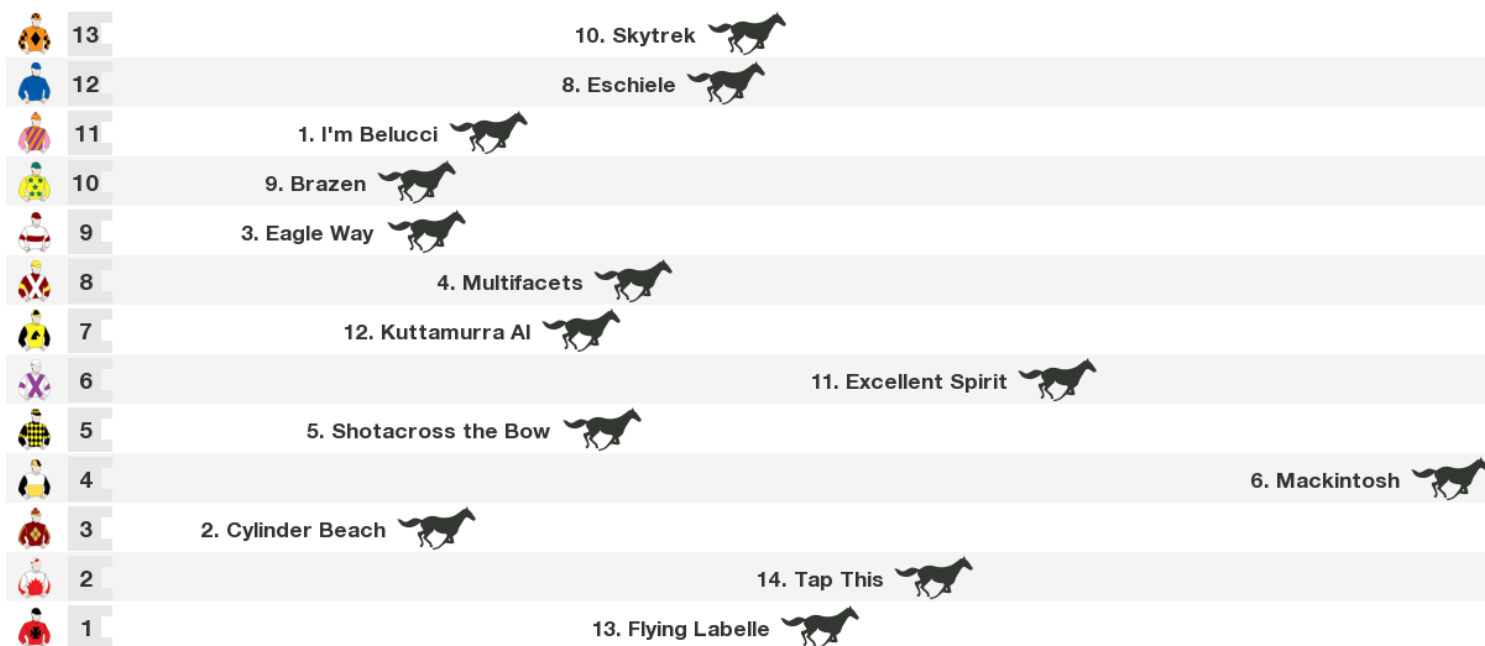 13 10. Skytrek
12 8. Eschiele
11 1. I'm Belucci
10 9. Brazen
9 3. Eagle Way
8 4. Multifacets
7 12. Kuttamurra Al
6 11. Excellent Spirit
5 5. Shotacross the Bow
4 6. Mackintosh
3 2. Cylinder Beach
2 14. Tap This
1 13. Flying Labelle